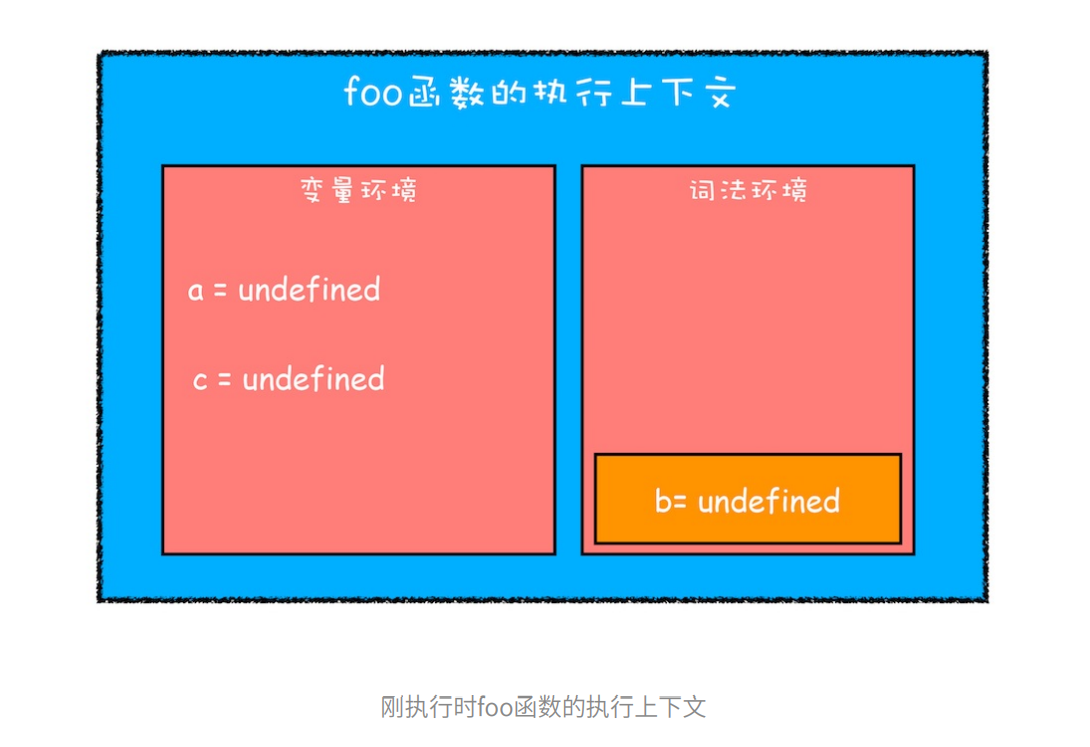 foo函数的执行上下文
变量环境
词法环境
a = undefined
c = undefined
b= undefined
刚执行时foo函数的执行上下文